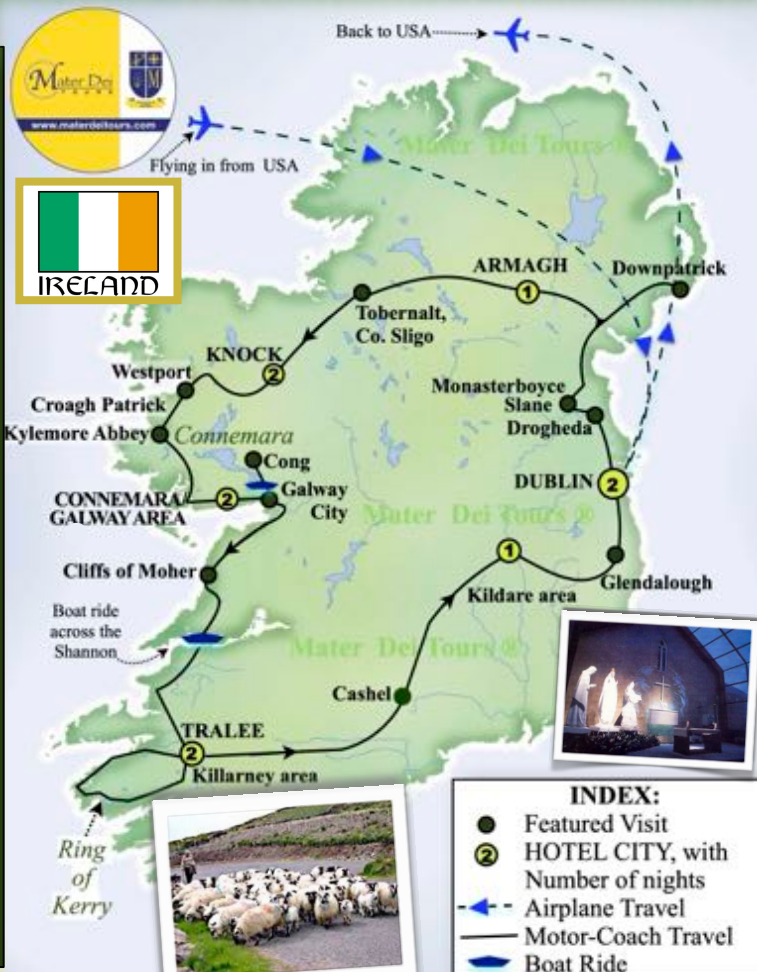 Back to USA
Mater Dei
TOURS
www.materdeitours.com
Flying in from USA
Mater Dei Tours ®
IRELAND
ARMAGH
Downpatrick
1
Tobernalt,
Co. Sligo
KNOCK
2
Westport
Croagh Patrick
Monasterboyce
Slane
Drogheda
Kylemore Abbey
Connemara
Cong
DUBLIN
2
CONNEMARA/
GALWAY AREA
2
Galway
City
Mater Dei Tours ®
1
Kildare area
Glendalough
Cliffs of Moher
Boat ride
across the
Shannon
Mater Dei Tours ®
Cashel
TRALEE
2
Killarney area
Ring
of
Kerry
INDEX:
Featured Visit
2
HOTEL CITY, with
Number of nights
Airplane Travel
Motor-Coach Travel
Boat Ride